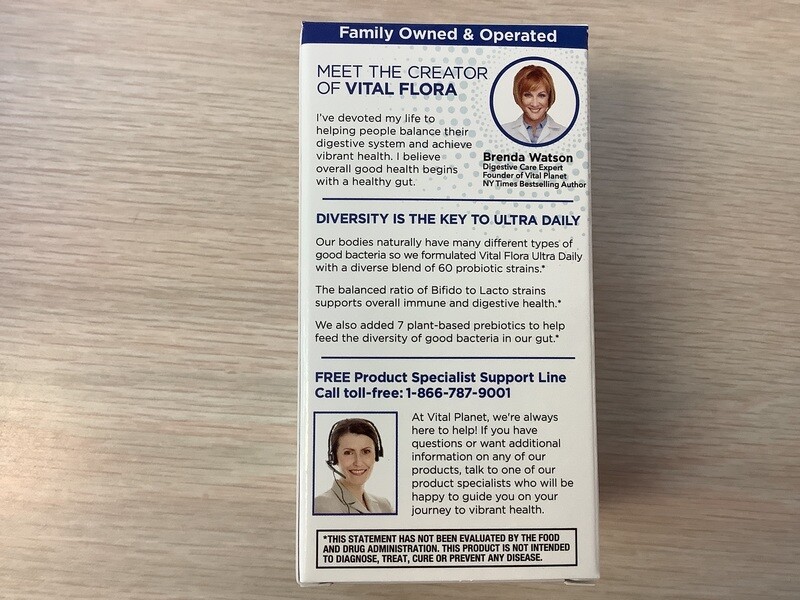 Family Owned & Operated
MEET THE CREATOR
OF VITAL FLORA
I've devoted my life to
helping people balance their
digestive system and achieve
vibrant health. I believe
overall good health begins
with a healthy gut.
Brenda Watson
Digestive Care Expert
Founder of Vital Planet
NY Times Bestselling Author
DIVERSITY IS THE KEY TO ULTRA DAILY
Our bodies naturally have many different types of
good bacteria so we formulated Vital Flora Ultra Daily
with a diverse blend of 60 probiotic strains.*
The balanced ratio of Bifido to Lacto strains
supports overall immune and digestive health.*
We also added 7 plant-based prebiotics to help
feed the diversity of good bacteria in our gut.*
FREE Product Specialist Support Line
Call toll-free: 1-866-787-9001
At Vital Planet, we're always
here to help! If you have
questions or want additional
information on any of our
products, talk to one of our
product specialists who will be
happy to guide you on your
journey to vibrant health.
*THIS STATEMENT HAS NOT BEEN EVALUATED BY THE FOOD
AND DRUG ADMINISTRATION. THIS PRODUCT IS NOT INTENDED
TO DIAGNOSE, TREAT, CURE OR PREVENT ANY DISEASE.